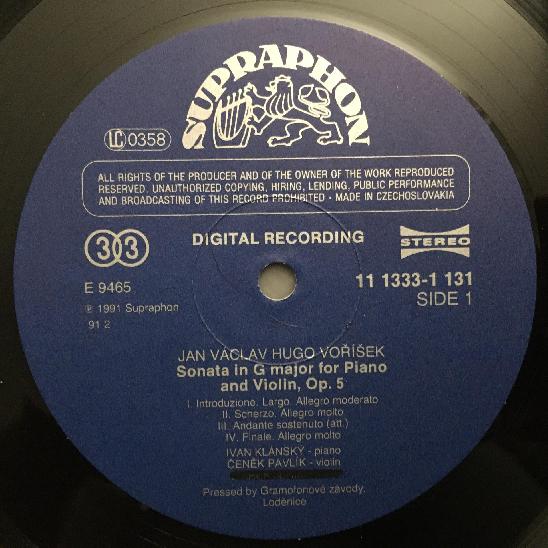 SUPRAPHON
LC 0358
ALL RIGHTS OF THE PRODUCER AND OF THE OWNER OF THE WORK REPRODUCED
RESERVED. UNAUTHORIZED COPYING, HIRING, LENDING, PUBLIC PERFORMANCE
AND BROADCASTING OF THIS RECORD PROHIBITED • MADE IN CZECHOSLOVAKIA
33
DIGITAL RECORDING
STEREO
E 9465
11 1333-1 131
SIDE 1
℗ 1991 Supraphon
91 2
JAN VÁCLAV HUGO VOŘÍŠEK
Sonata in G major for Piano
and Violin, Op. 5
I. Introduzione. Largo. Allegro moderato
II. Scherzo. Allegro molto
III. Andante sostenuto (att.)
IV. Finale. Allegro molto
IVAN KLÁNSKÝ - piano
ČENĚK PAVLÍK - violin
Pressed by Gramofonové závody,
Loděnice